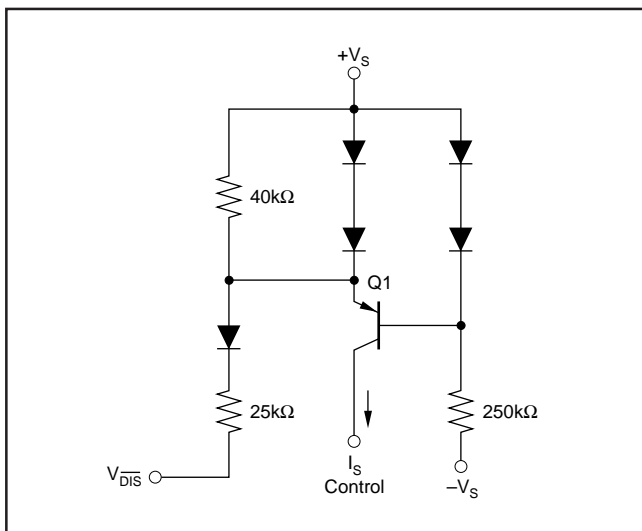 +VS
40kΩ
Q1
25kΩ
250kΩ
VDIS
IS
Control
–VS